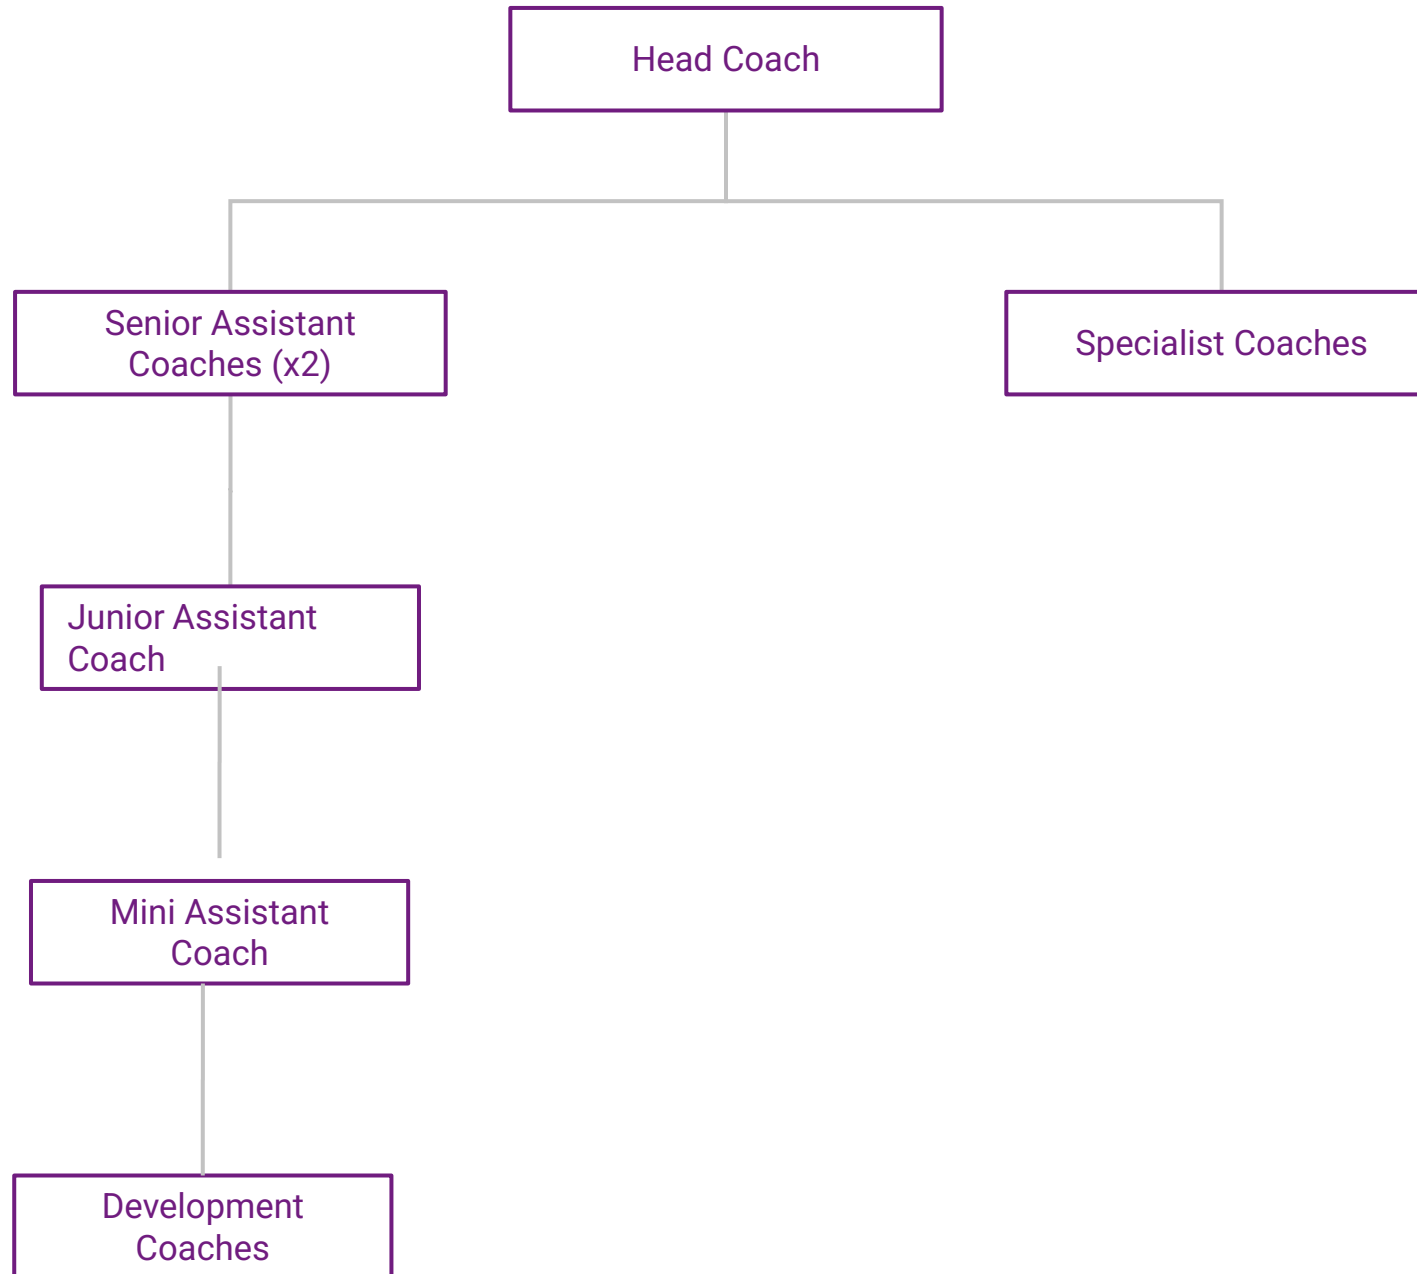 Head Coach
Senior Assistant
Coaches (x2)
Specialist Coaches
Junior Assistant
Coach
Mini Assistant
Coach
Development
Coaches